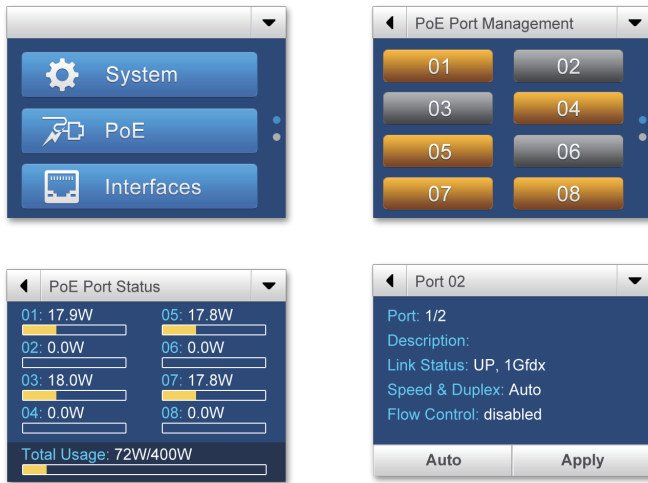 System
PoE
Interfaces
PoE Port Management
01 02
03 04
05 06
07 08
PoE Port Status
01: 17.9W 05: 17.8W
02: 0.0W 06: 0.0W
03: 18.0W 07: 17.8W
04: 0.0W 08: 0.0W
Total Usage: 72W/400W
Port 02
Port: 1/2
Description:
Link Status: UP, 1Gfdx
Speed & Duplex: Auto
Flow Control: disabled
Auto Apply